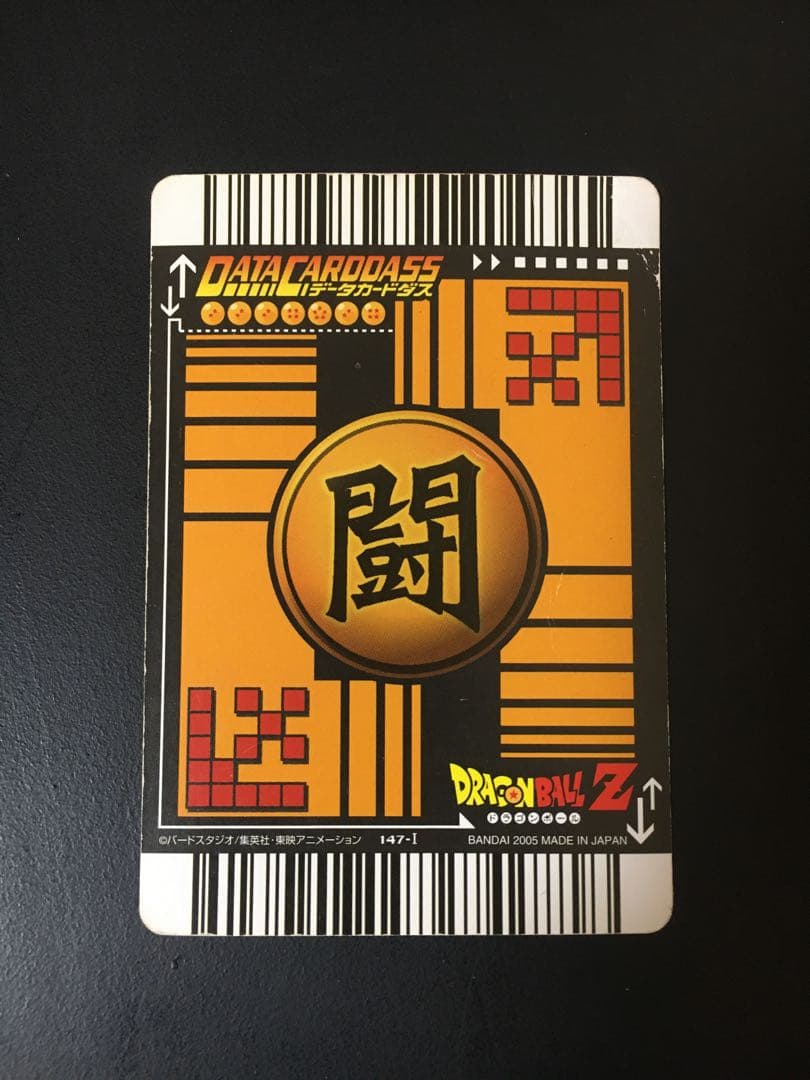 DATACARDDASS
データカードダス
闘
DRAGONBALL Z
ドラゴンボール
©バードスタジオ/集英社・東映アニメーション 147-I BANDAI 2005 MADE IN JAPAN